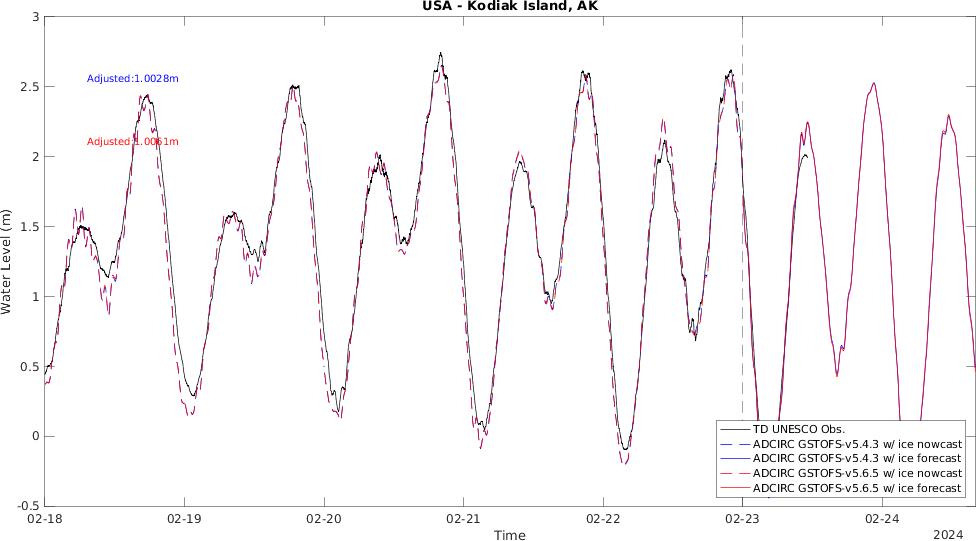 USA - Kodiak Island, AK
3
2.5
2
1.5
1
0.5
0
-0.5
Water Level (m)
Adjusted:1.0028m
Adjusted:1.0061m
TD UNESCO Obs.
ADCIRC GSTOFS-v5.4.3 w/ ice nowcast
ADCIRC GSTOFS-v5.4.3 w/ ice forecast
ADCIRC GSTOFS-v5.6.5 w/ ice nowcast
ADCIRC GSTOFS-v5.6.5 w/ ice forecast
02-18 02-19 02-20 02-21 02-22 02-23 02-24
Time
2024